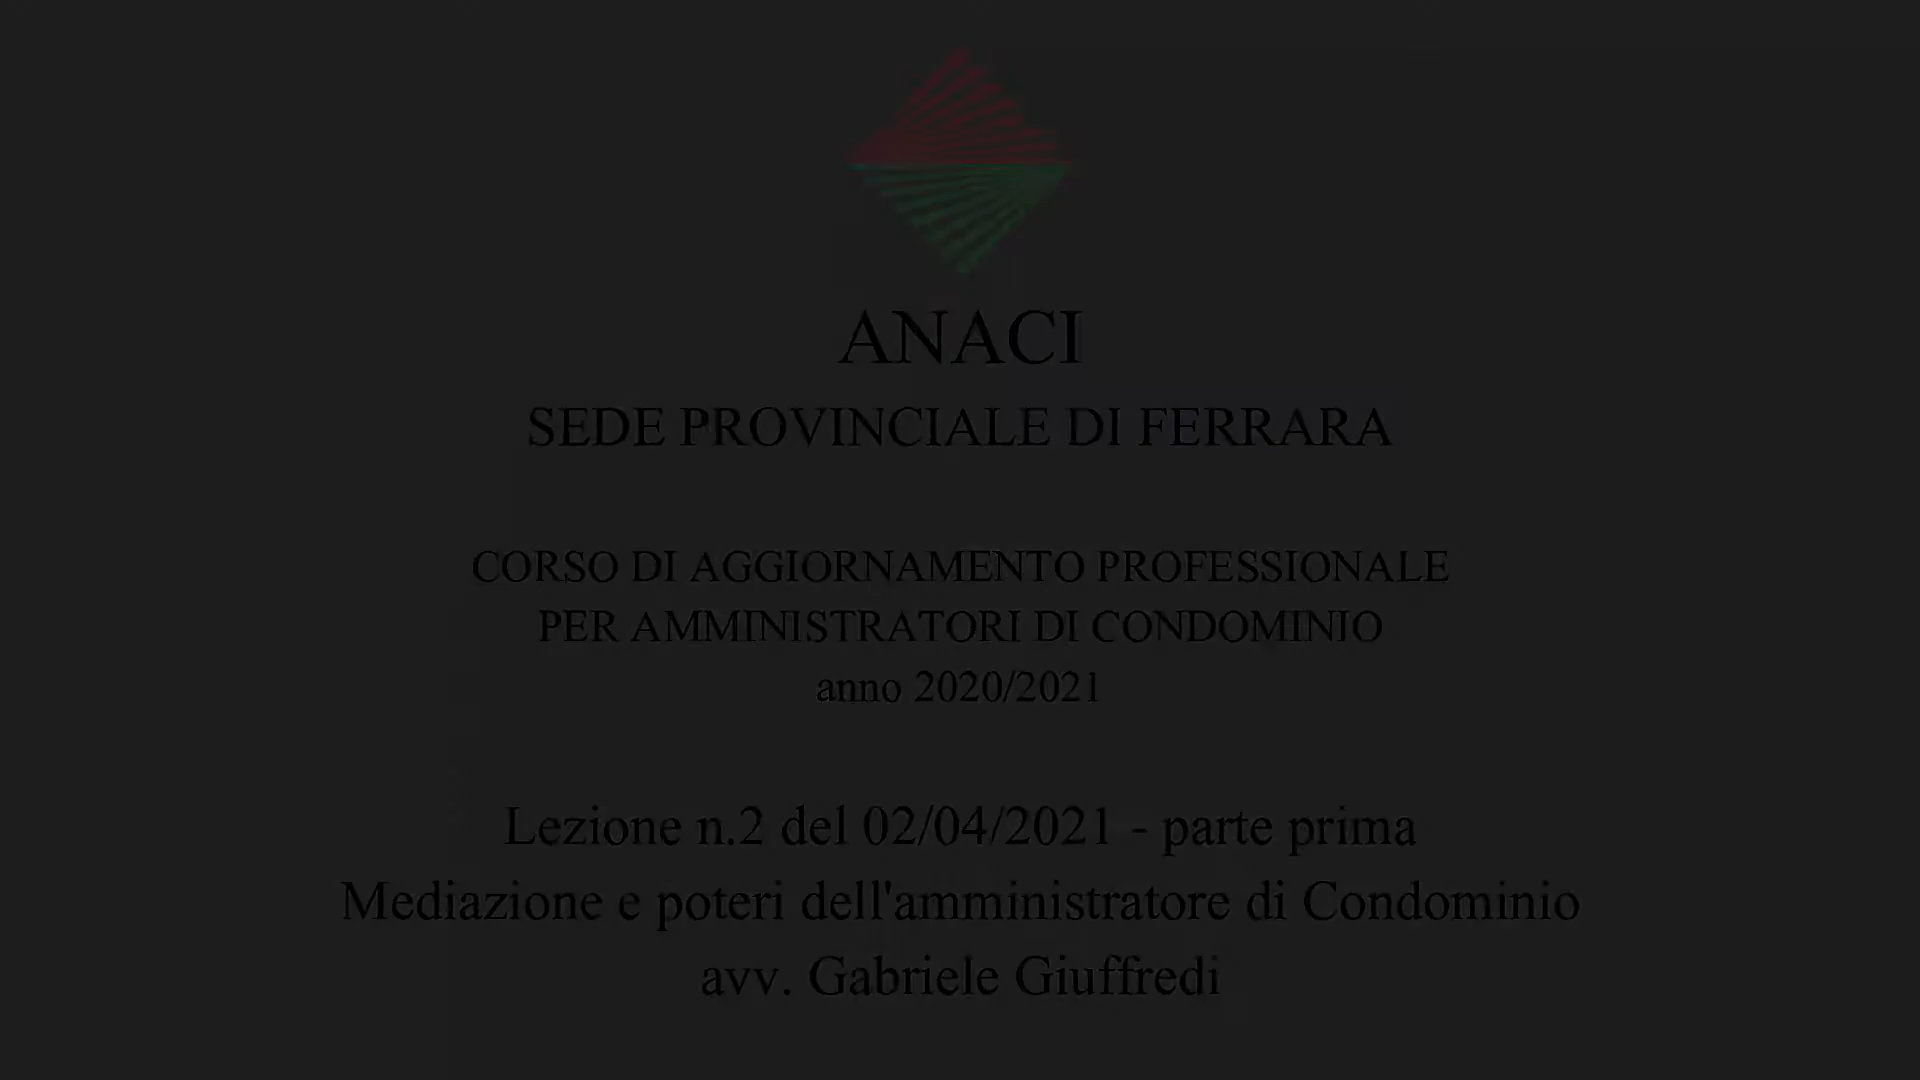 ANACI
SEDE PROVINCIALE DI FERRARA
CORSO DI AGGIORNAMENTO PROFESSIONALE
PER AMMINISTRATORI DI CONDOMINIO
anno 2020/2021
Lezione n.2 del 02/04/2021 - parte prima
Mediazione e poteri dell'amministratore di Condominio
avv. Gabriele Giuffredi